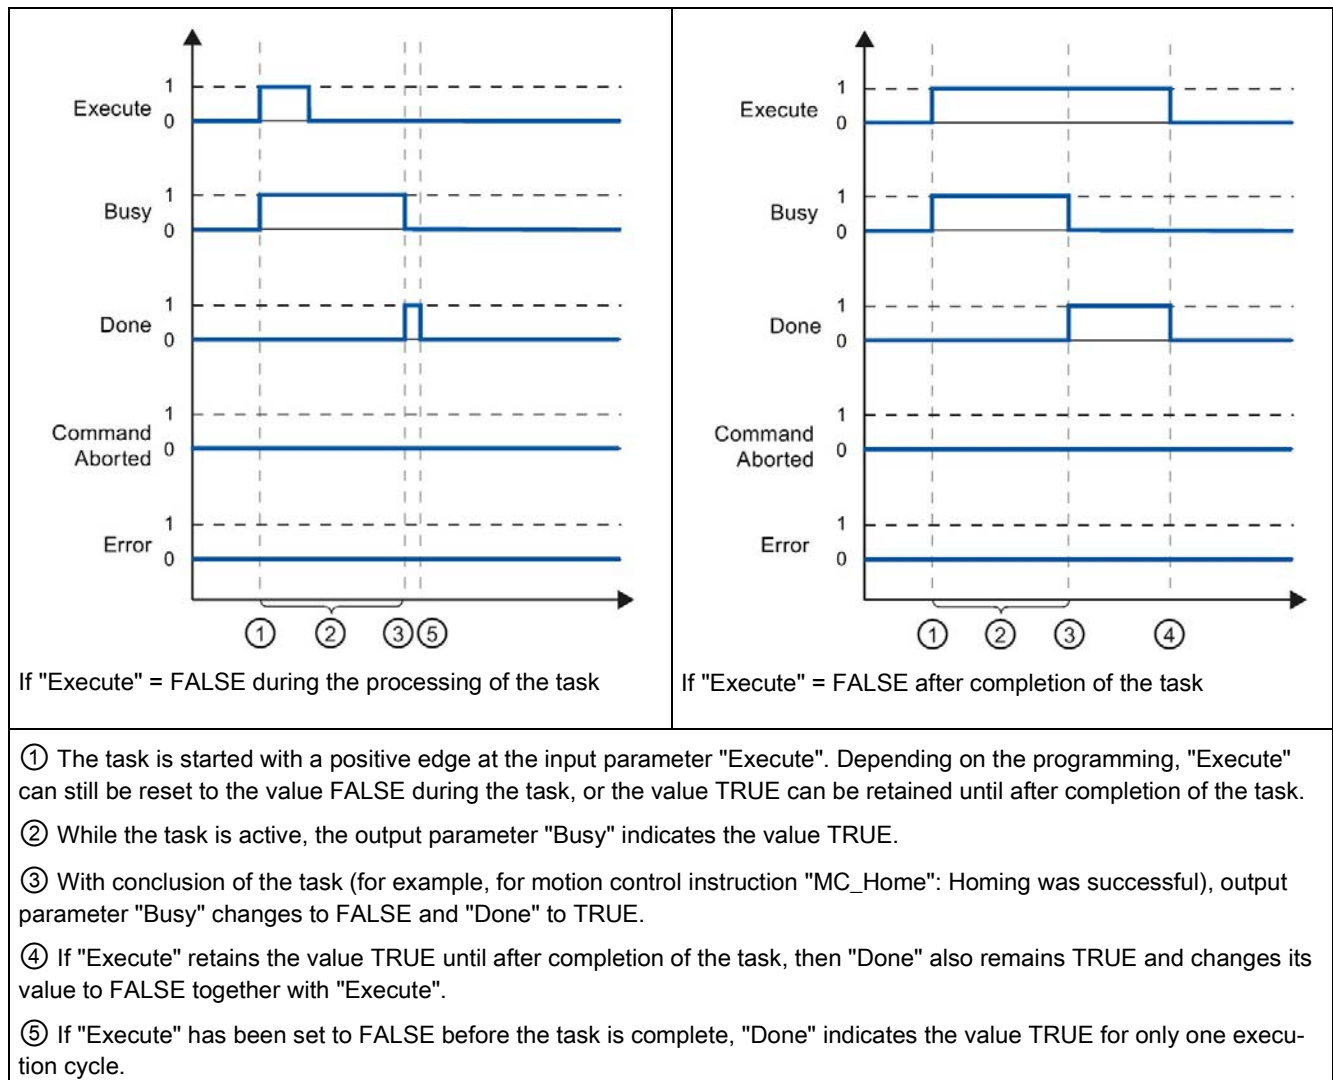 Execute
1
0
Busy
1
0
Done
1
0
Command
Aborted
1
0
Error
1
0
① ② ③ ⑤
If "Execute" = FALSE during the processing of the task
Execute
1
0
Busy
1
0
Done
1
0
Command
Aborted
1
0
Error
1
0
① ② ③ ④
If "Execute" = FALSE after completion of the task
① The task is started with a positive edge at the input parameter "Execute". Depending on the programming, "Execute"
can still be reset to the value FALSE during the task, or the value TRUE can be retained until after completion of the task.
② While the task is active, the output parameter "Busy" indicates the value TRUE.
③ With conclusion of the task (for example, for motion control instruction "MC_Home": Homing was successful), output
parameter "Busy" changes to FALSE and "Done" to TRUE.
④ If "Execute" retains the value TRUE until after completion of the task, then "Done" also remains TRUE and changes its
value to FALSE together with "Execute".
⑤ If "Execute" has been set to FALSE before the task is complete, "Done" indicates the value TRUE for only one execu-
tion cycle.